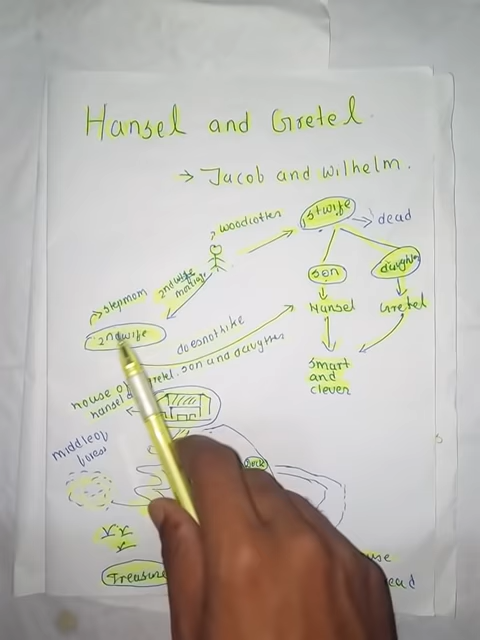 Hansel and Gretel
→ Jacob and Wilhelm.
woodcotter
1st wife
→ dead
son
daughter
Hansel
Gretel
smart
and
clever
2nd wife
marriage
stepmom
2nd wife
doesnot like
son and daughter
house of
hansel
gretel.
middle of
forest
Treasure